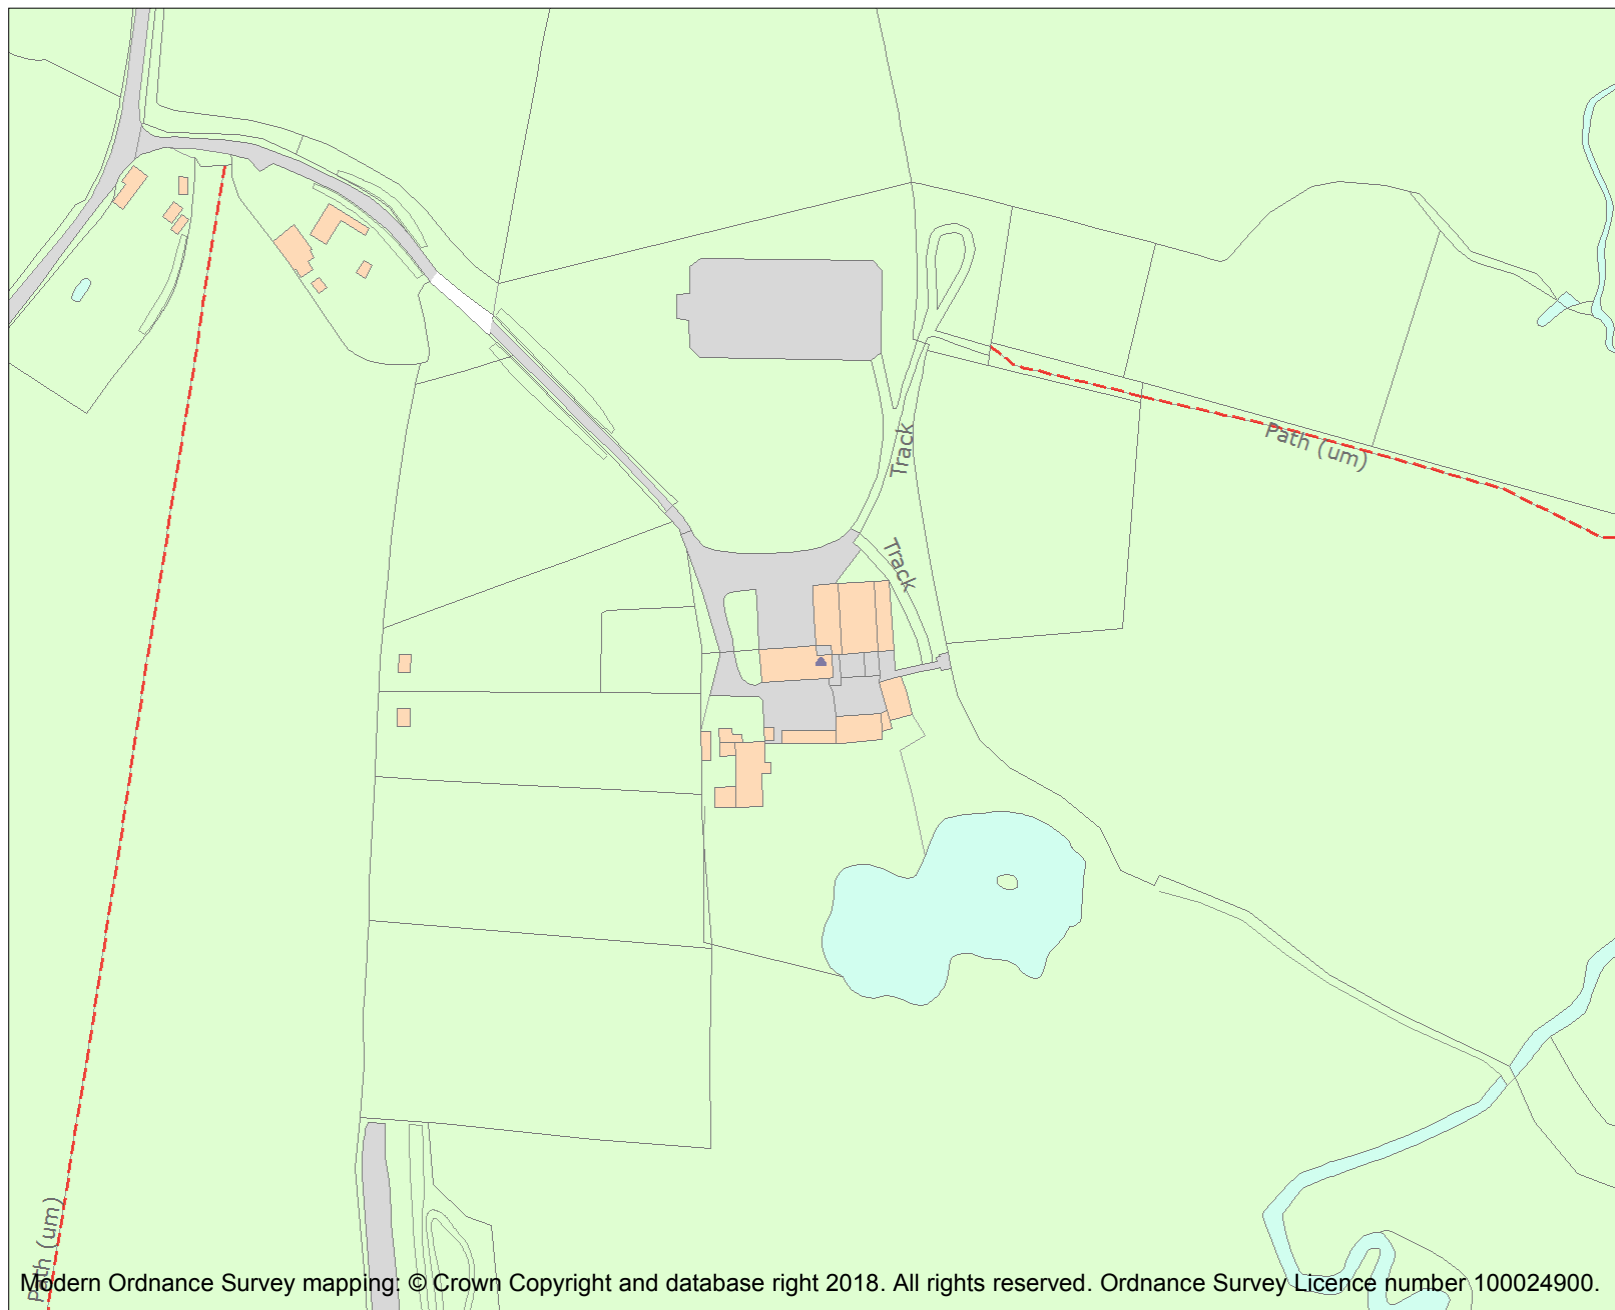 Path (um)
Track
Track
Path (um)
Modern Ordnance Survey mapping: © Crown Copyright and database right 2018. All rights reserved. Ordnance Survey Licence number 100024900.